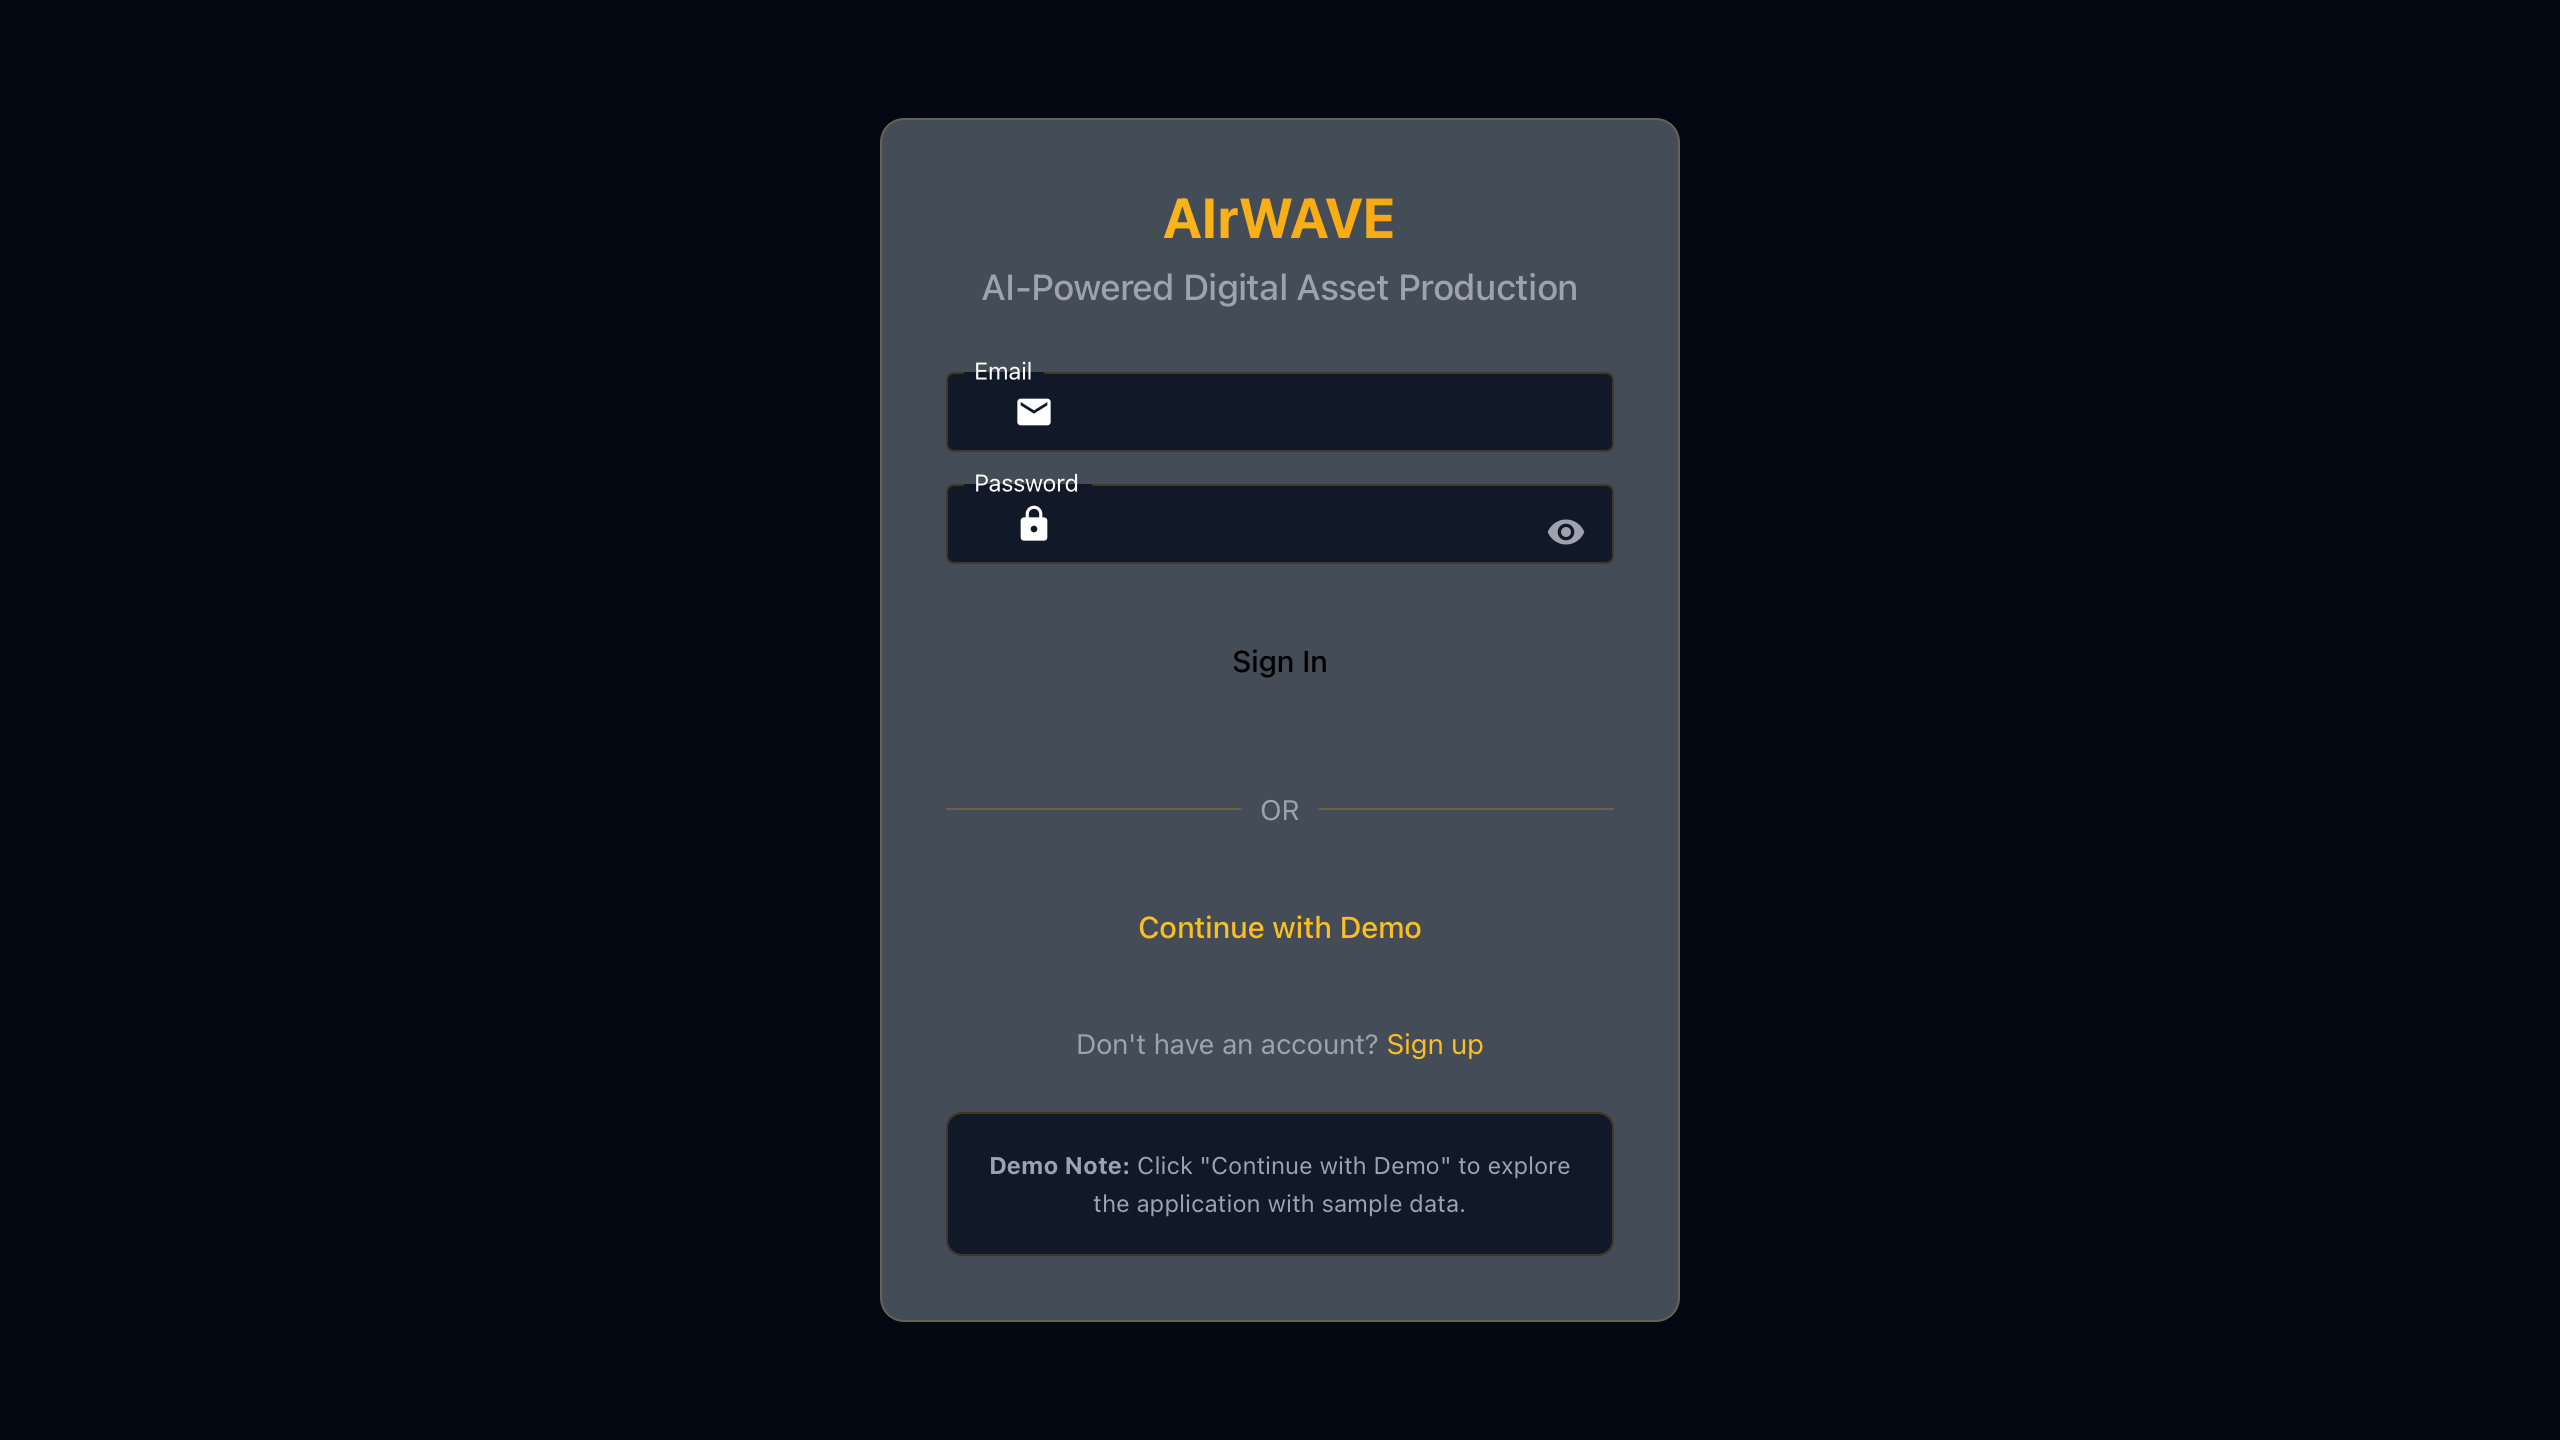 AIrWAVE
AI-Powered Digital Asset Production
Email
Password
Sign In
OR
Continue with Demo
Don't have an account? Sign up
Demo Note: Click "Continue with Demo" to explore
the application with sample data.